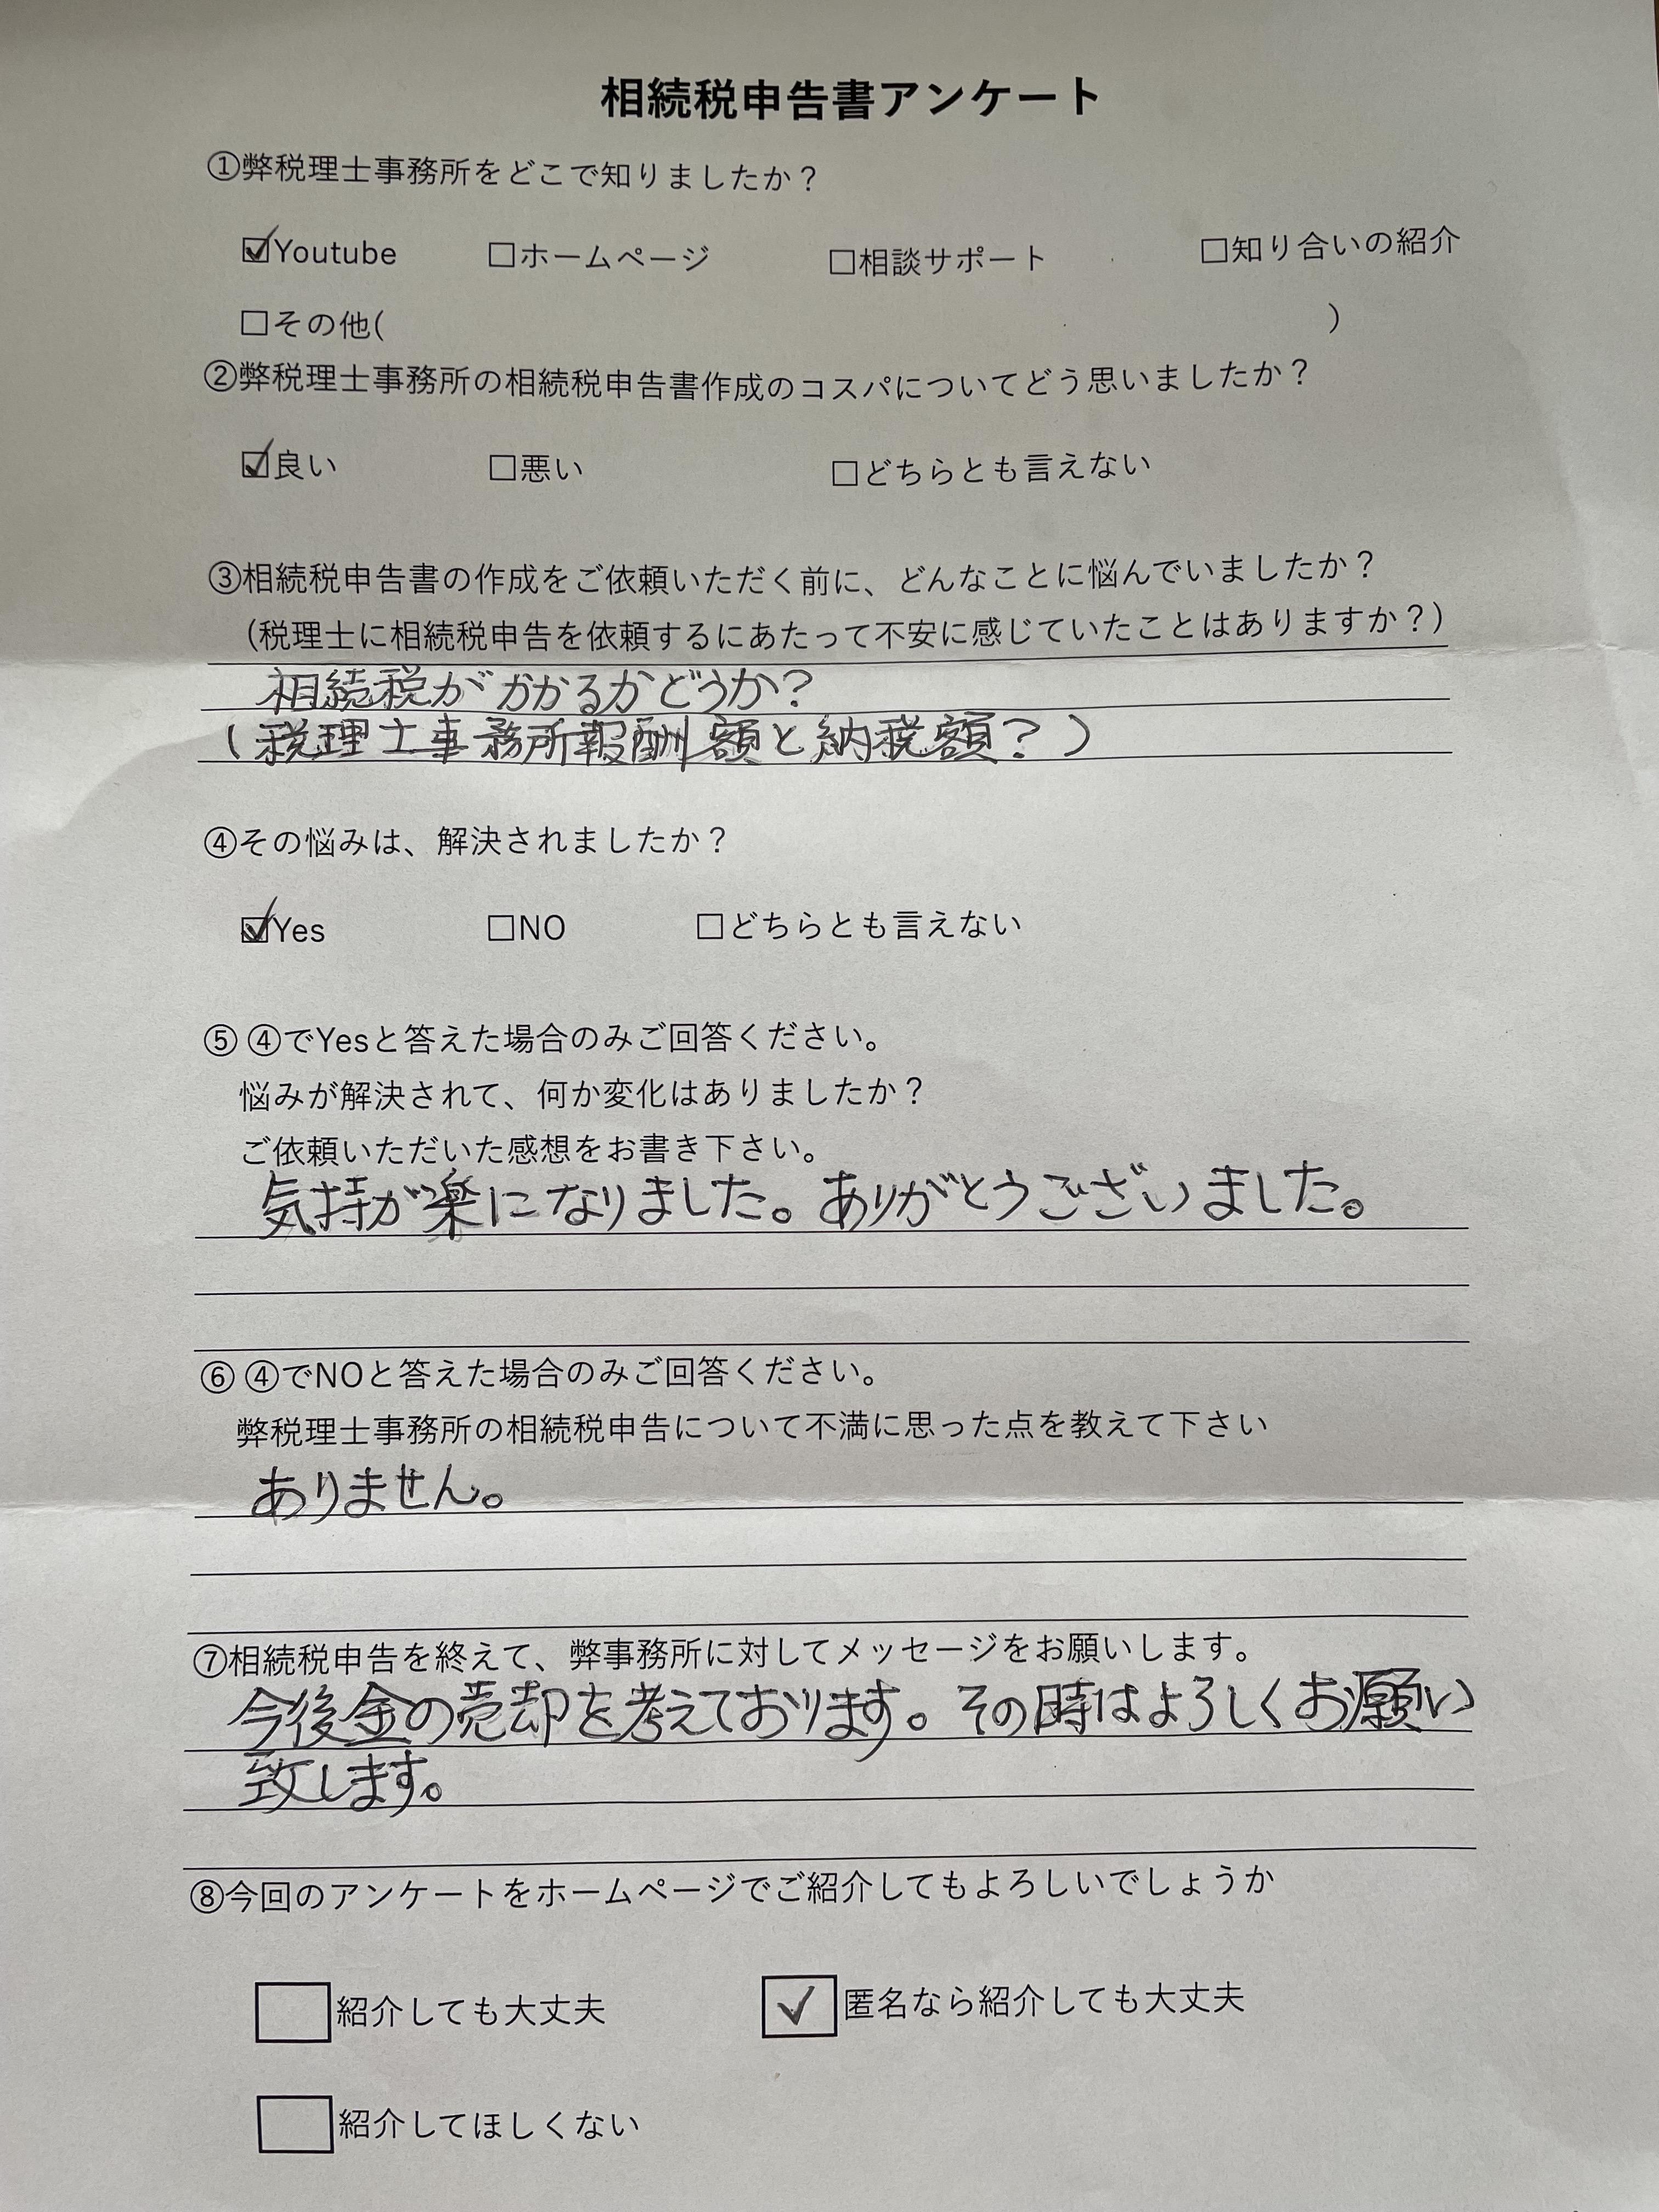 相続税申告書アンケート
①弊税理士事務所をどこで知りましたか？
☑Youtube □ホームページ □相談サポート □知り合いの紹介
□その他( )
②弊税理士事務所の相続税申告書作成のコスパについてどう思いましたか？
☑良い □悪い □どちらとも言えない
③相続税申告書の作成をご依頼いただく前に、どんなことに悩んでいましたか？
(税理士に相続税申告を依頼するにあたって不安に感じていたことはありますか？)
相続税がかかるかどうか？
(税理士事務所報酬額と納税額？)
④その悩みは、解決されましたか？
☑Yes □NO □どちらとも言えない
⑤ ④でYesと答えた場合のみご回答ください。
悩みが解決されて、何か変化はありましたか？
ご依頼いただいた感想をお書き下さい。
気持が楽になりました。ありがとうございました。
⑥ ④でNOと答えた場合のみご回答ください。
弊税理士事務所の相続税申告について不満に思った点を教えて下さい
ありません。
⑦相続税申告を終えて、弊事務所に対してメッセージをお願いします。
今後金の売却を考えております。その時はよろしくお願い
致します。
⑧今回のアンケートをホームページでご紹介してもよろしいでしょうか
□紹介しても大丈夫 ☑匿名なら紹介しても大丈夫
□紹介してほしくない